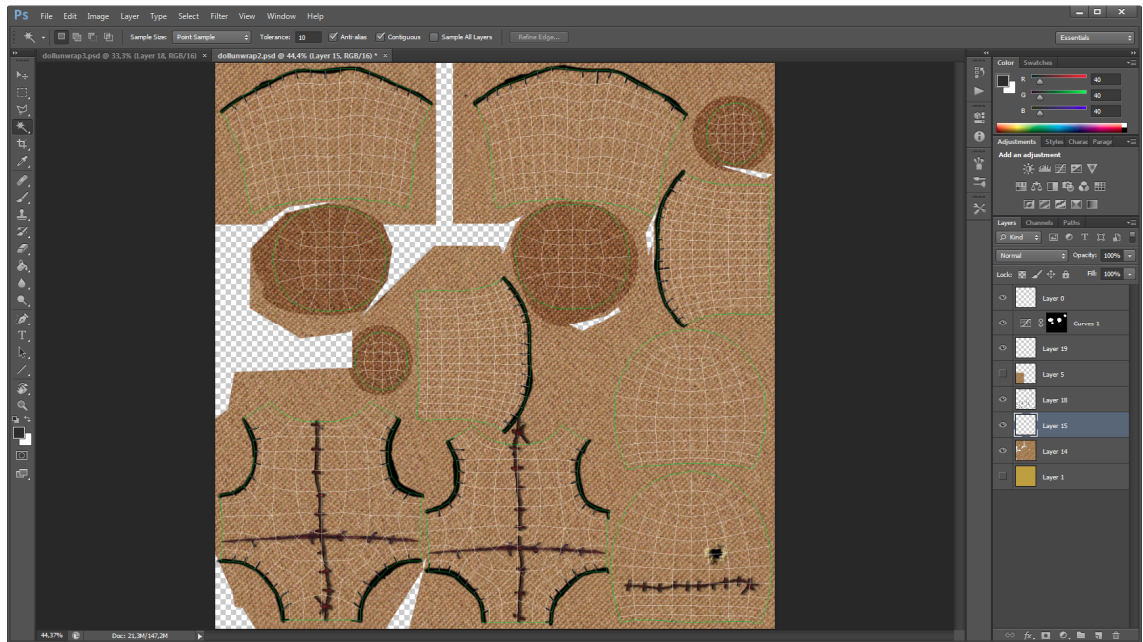 Ps File Edit Image Layer Type Select Filter View Window Help
Sample Size: Point Sample Tolerance: 10 Anti-alias Contiguous Sample All Layers Refine Edge... Essentials
dollunwrap3.psd @ 33,3% (Layer 18, RGB/16) × dollunwrap2.psd @ 44,4% (Layer 15, RGB/16) * ×
Color Swatches
R 40
G 40
B 40
Adjustments Styles Charac Paragr
Add an adjustment
Layers Channels Paths
Kind
Normal Opacity: 100%
Lock: Fill: 100%
Layer 0
Curves 1
Layer 19
Layer 5
Layer 18
Layer 15
Layer 14
Layer 1
44,37% Doc: 21,3M/147,2M